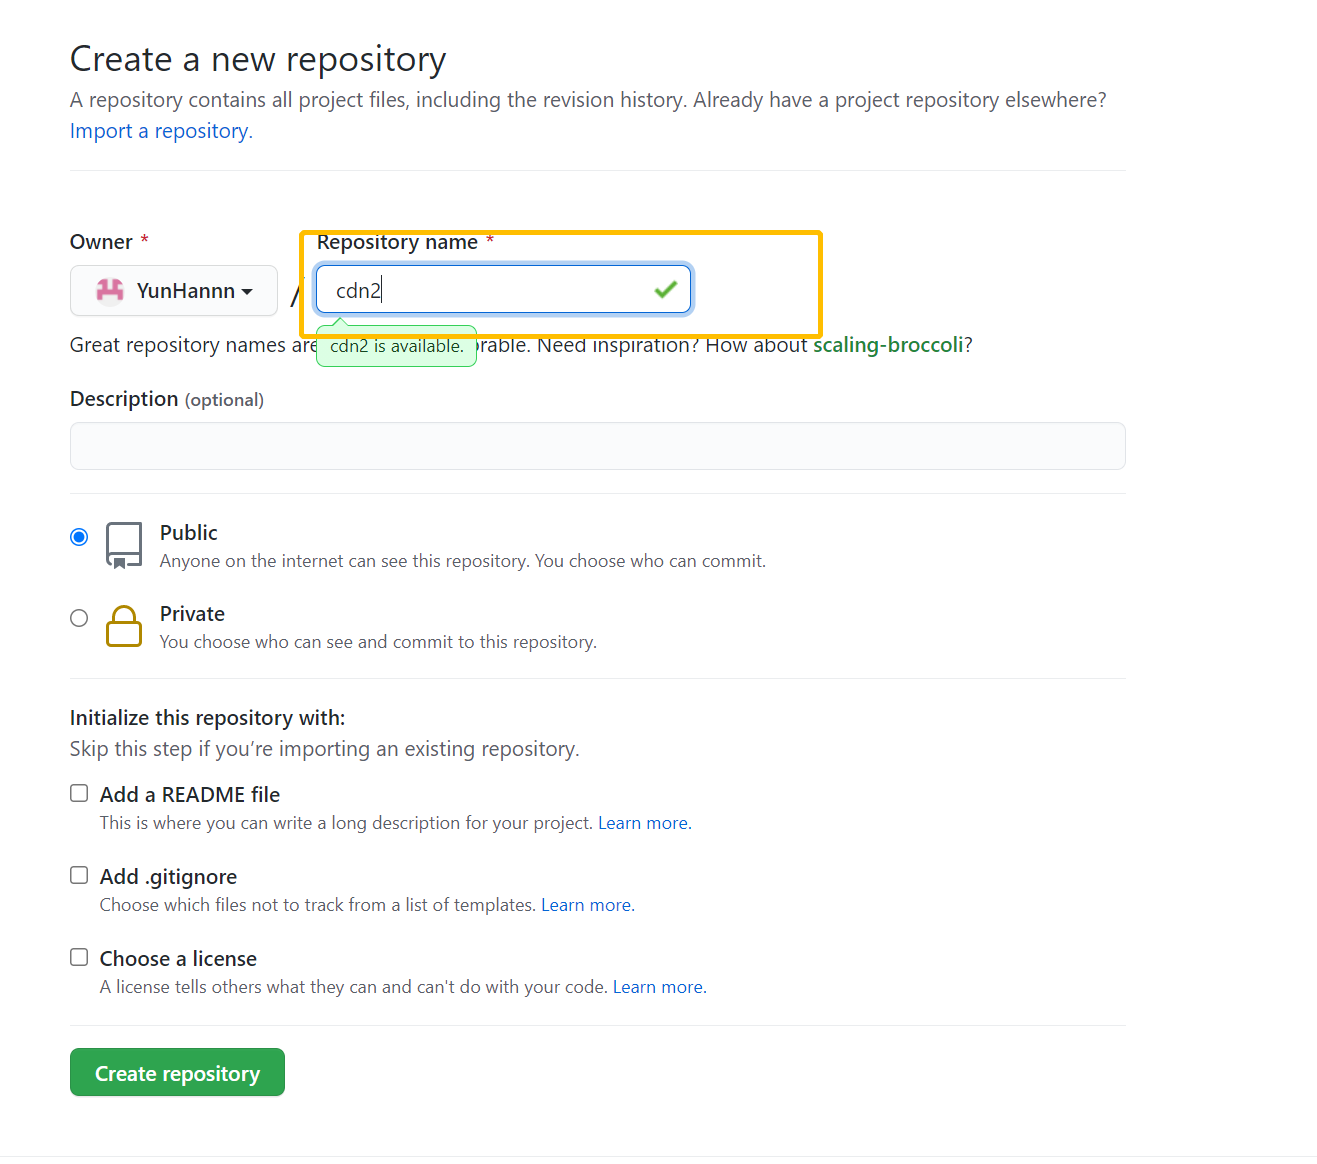 Create a new repository
A repository contains all project files, including the revision history. Already have a project repository elsewhere?
Import a repository.
Owner * Repository name *
YunHannn / cdn2
Great repository names are cdn2 is available. rable. Need inspiration? How about scaling-broccoli?
Description (optional)
Public
Anyone on the internet can see this repository. You choose who can commit.
Private
You choose who can see and commit to this repository.
Initialize this repository with:
Skip this step if you’re importing an existing repository.
Add a README file
This is where you can write a long description for your project. Learn more.
Add .gitignore
Choose which files not to track from a list of templates. Learn more.
Choose a license
A license tells others what they can and can't do with your code. Learn more.
Create repository